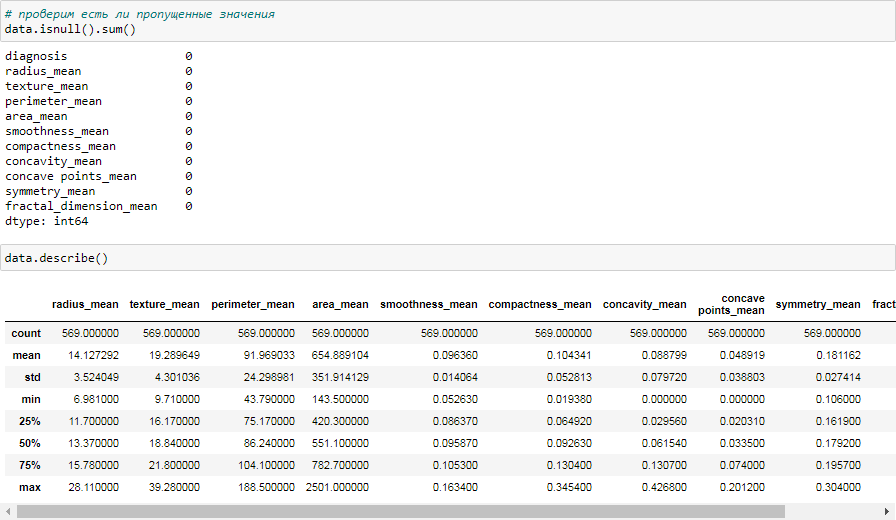 # проверим есть ли пропущенные значения
data.isnull().sum()
diagnosis 0
radius_mean 0
texture_mean 0
perimeter_mean 0
area_mean 0
smoothness_mean 0
compactness_mean 0
concavity_mean 0
concave points_mean 0
symmetry_mean 0
fractal_dimension_mean 0
dtype: int64
data.describe()
radius_mean texture_mean perimeter_mean area_mean smoothness_mean compactness_mean concavity_mean concave points_mean symmetry_mean fract
count 569.000000 569.000000 569.000000 569.000000 569.000000 569.000000 569.000000 569.000000 569.000000
mean 14.127292 19.289649 91.969033 654.889104 0.096360 0.104341 0.088799 0.048919 0.181162
std 3.524049 4.301036 24.298981 351.914129 0.014064 0.052813 0.079720 0.038803 0.027414
min 6.981000 9.710000 43.790000 143.500000 0.052630 0.019380 0.000000 0.000000 0.106000
25% 11.700000 16.170000 75.170000 420.300000 0.086370 0.064920 0.029560 0.020310 0.161900
50% 13.370000 18.840000 86.240000 551.100000 0.095870 0.092630 0.061540 0.033500 0.179200
75% 15.780000 21.800000 104.100000 782.700000 0.105300 0.130400 0.130700 0.074000 0.195700
max 28.110000 39.280000 188.500000 2501.000000 0.163400 0.345400 0.426800 0.201200 0.304000